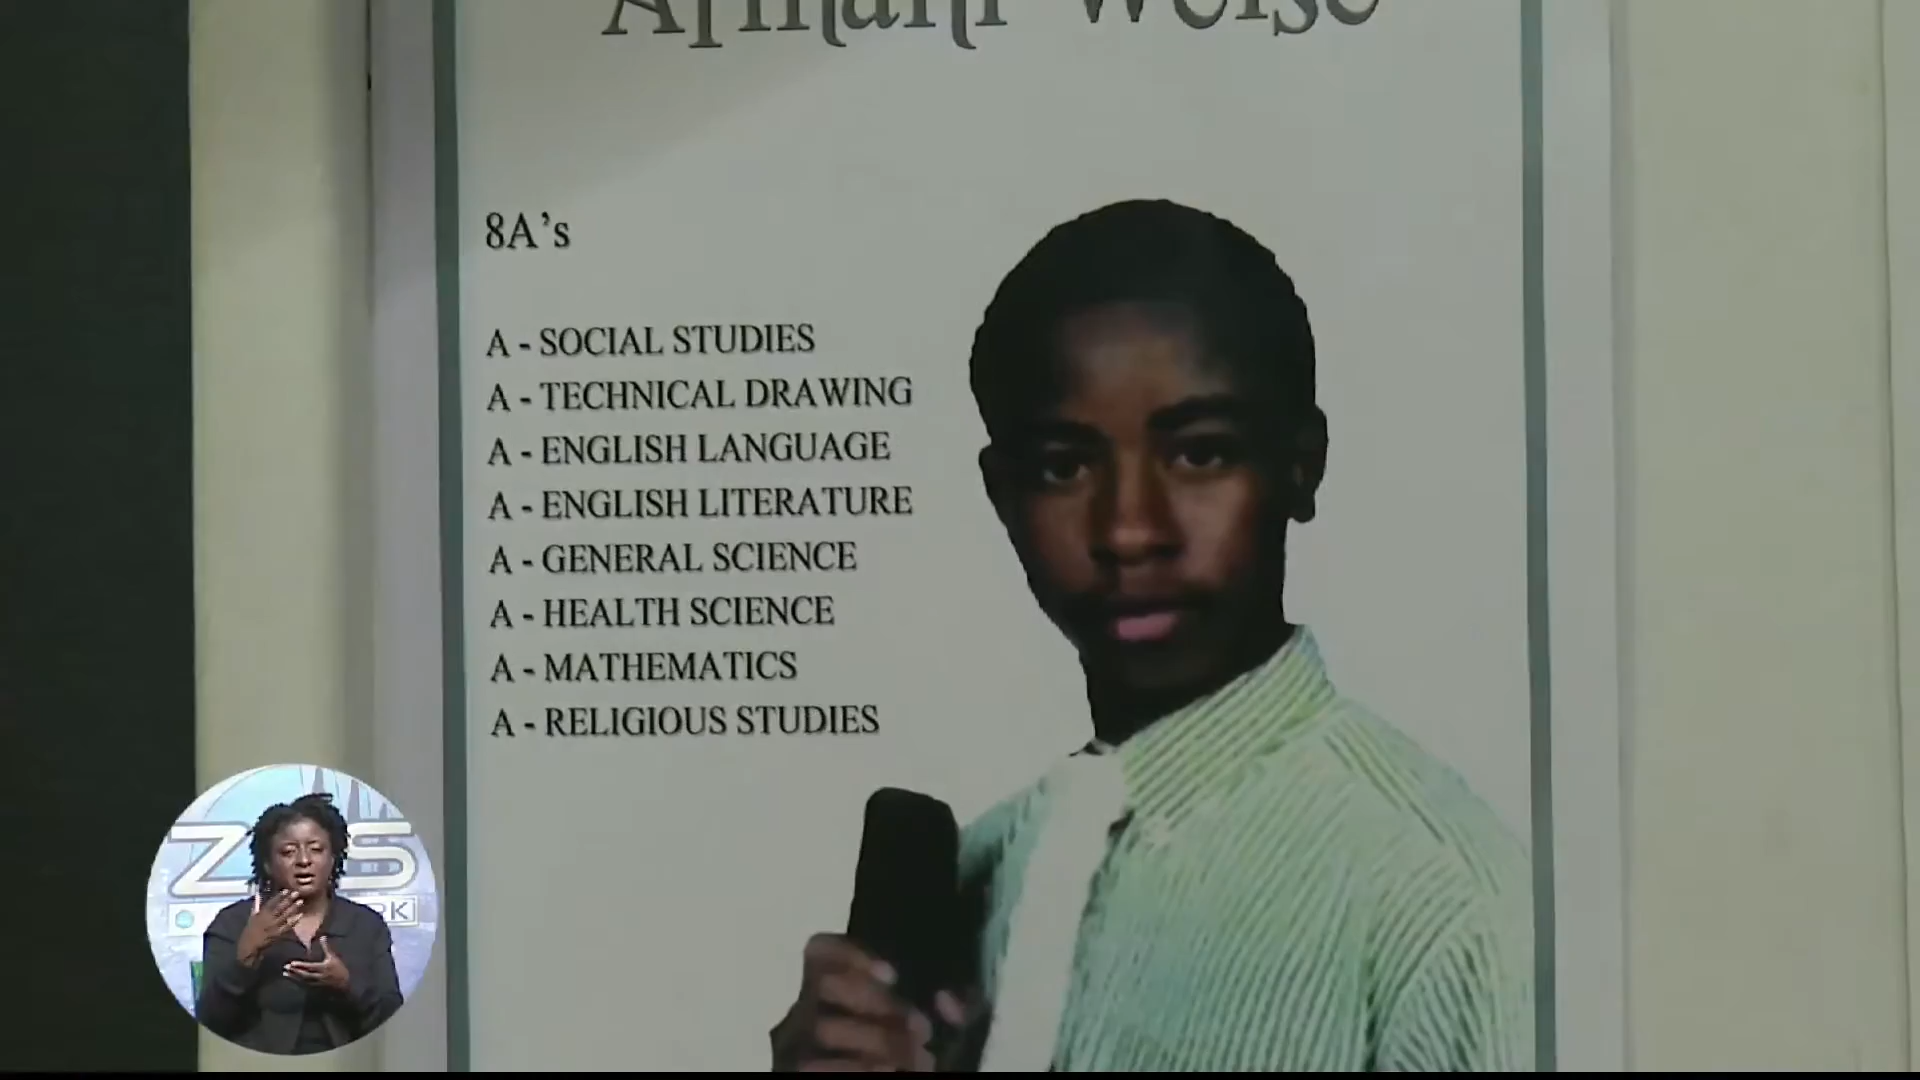 8A's
A - SOCIAL STUDIES
A - TECHNICAL DRAWING
A - ENGLISH LANGUAGE
A - ENGLISH LITERATURE
A - GENERAL SCIENCE
A - HEALTH SCIENCE
A - MATHEMATICS
A - RELIGIOUS STUDIES